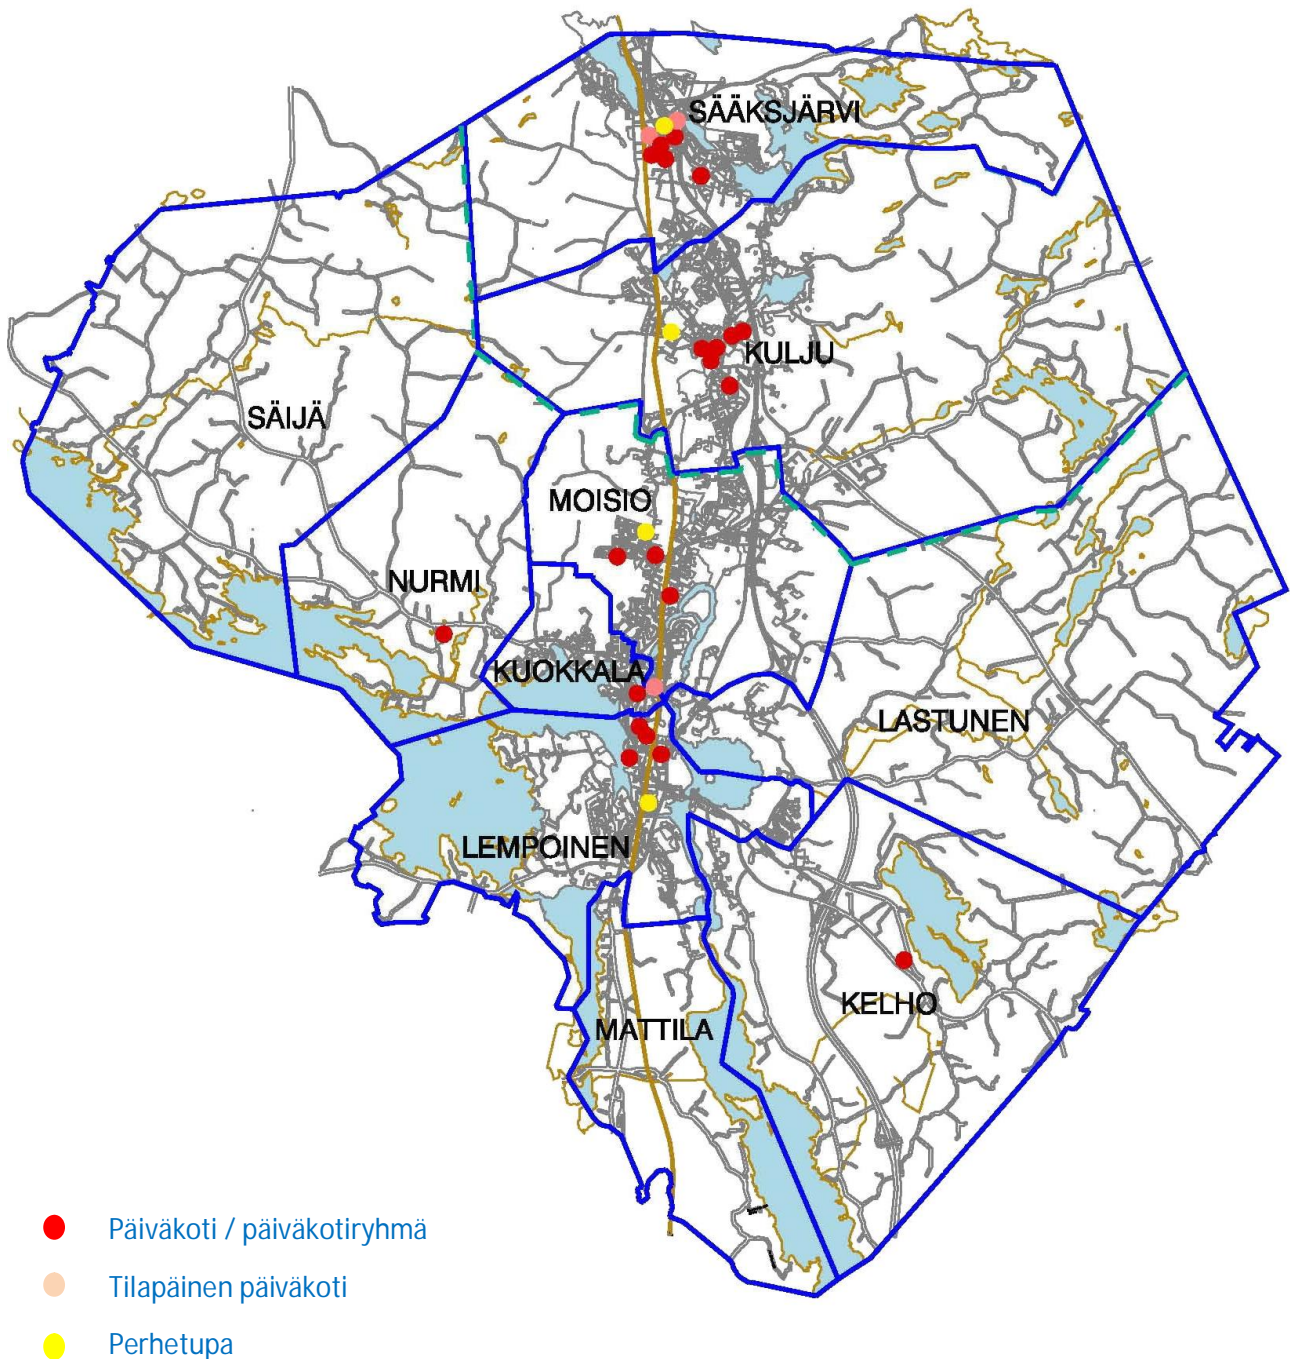 SÄÄKSJÄRVI
KULJU
SÄIJÄ
MOISIO
NURMI
KUOKKALA
LASTUNEN
LEMPOINEN
KELHO
MATTILA
Päiväkoti / päiväkotiryhmä
Tilapäinen päiväkoti
Perhetupa